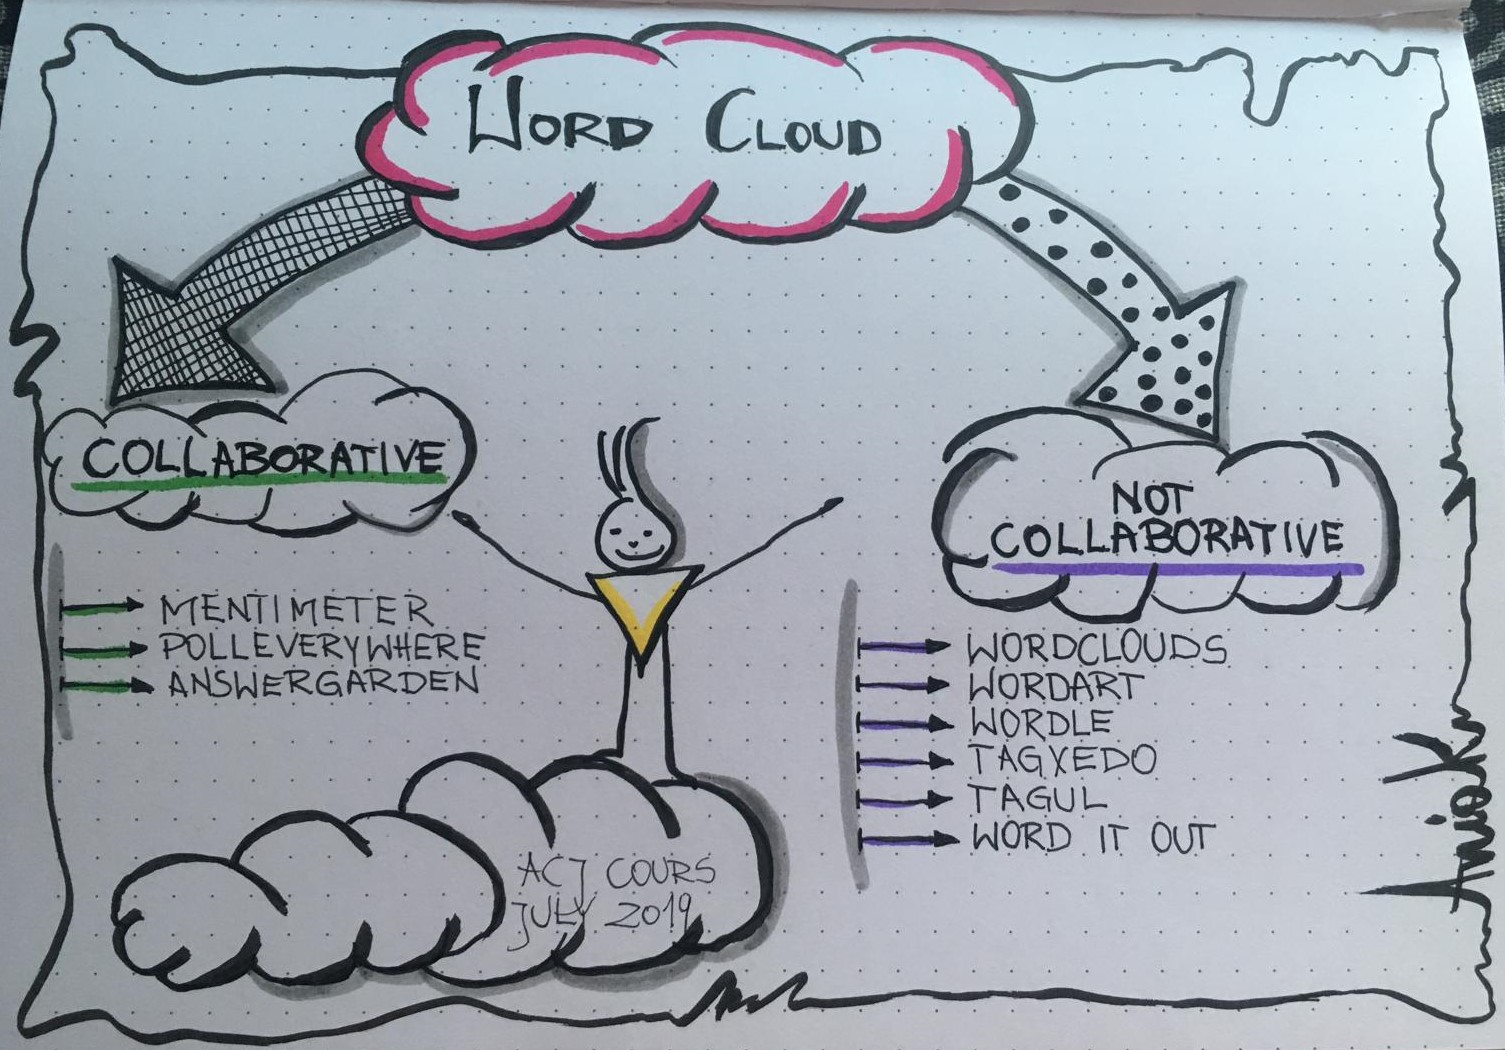 WORD CLOUD
COLLABORATIVE
MENTIMETER
POLLEVERYWHERE
ANSWERGARDEN
NOT
COLLABORATIVE
WORDCLOUDS
WORDART
WORDLE
TAGXEDO
TAGUL
WORD IT OUT
ACJ COURS
JULY 2019
AnioK